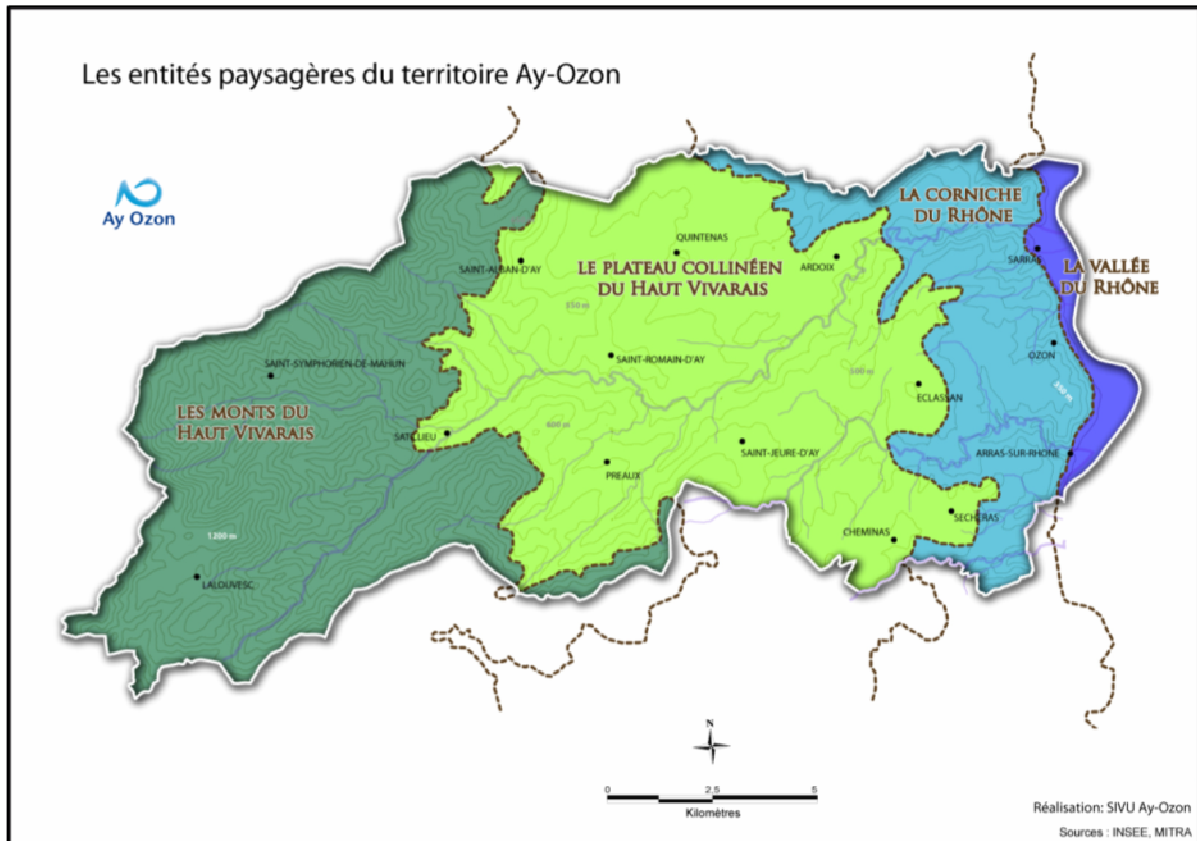 Les entités paysagères du territoire Ay-Ozon
Ay Ozon
LA CORNICHE
DU RHÔNE
QUINTENAS
SARRAS
SAINT-ALBAN-D'AY
LE PLATEAU COLLINÉEN
DU HAUT VIVARAIS
ARDOIX
LA VALLÉE
DU RHÔNE
550 m
OZON
SAINT-ROMAIN-D'AY
SAINT-SYMPHORIEN-DE-MAHUN
500 m
ECLASSAN
LES MONTS DU
HAUT VIVARAIS
600 m
SATILLIEU
SAINT-JEURE-D'AY
ARRAS-SUR-RHONE
PREAUX
SECHERAS
CHEMINAS
LALOUVESC
N
0 2,5 5
Kilomètres
Réalisation: SIVU Ay-Ozon
Sources : INSEE, MITRA